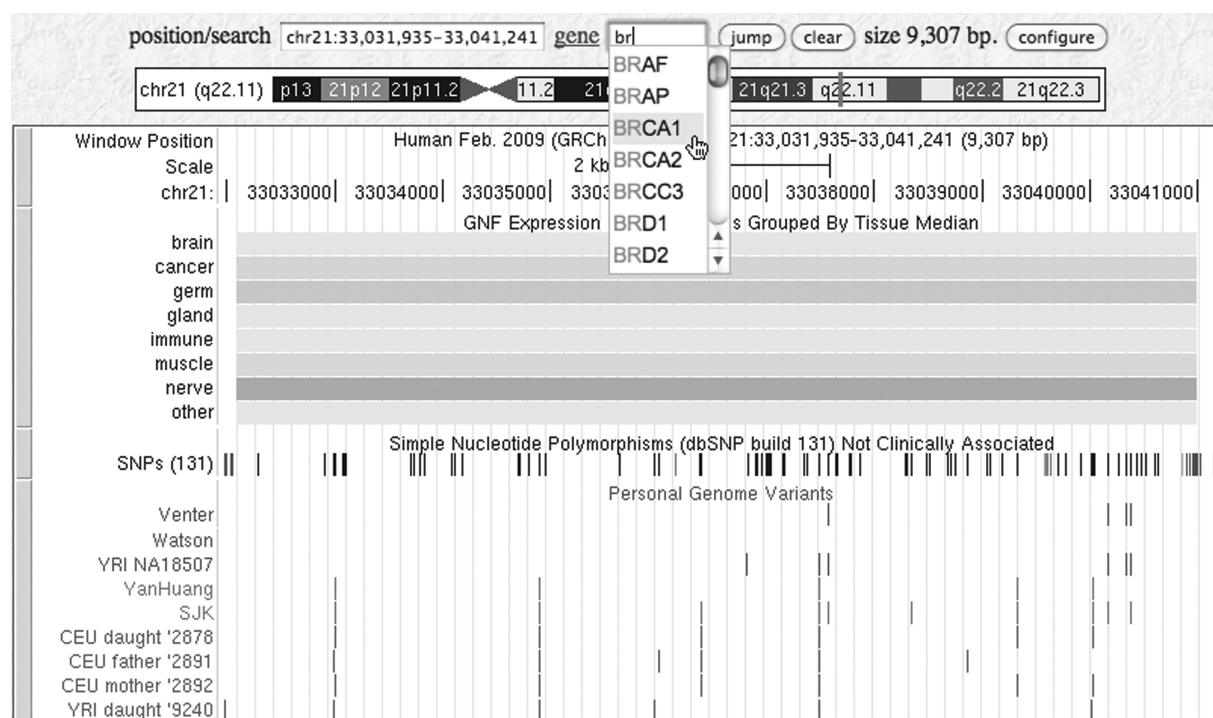 position/search chr21:33,031,935-33,041,241 gene br jump clear size 9,307 bp. configure
chr21 (q22.11) p13 21p12 21p11.2 11.2 21 21q21.3 q22.11 q22.2 21q22.3
BRAF
BRAP
BRCA1
BRCA2
BRCC3
BRD1
BRD2
Window Position Human Feb. 2009 (GRCh 21:33,031,935-33,041,241 (9,307 bp)
Scale 2 kb
chr21: 33033000 33034000 33035000 330 000 33038000 33039000 33040000 33041000
GNF Expression s Grouped By Tissue Median
brain
cancer
germ
gland
immune
muscle
nerve
other
Simple Nucleotide Polymorphisms (dbSNP build 131) Not Clinically Associated
SNPs (131)
Personal Genome Variants
Venter
Watson
YRI NA18507
YanHuang
SJK
CEU daught '2878
CEU father '2891
CEU mother '2892
YRI daught '9240